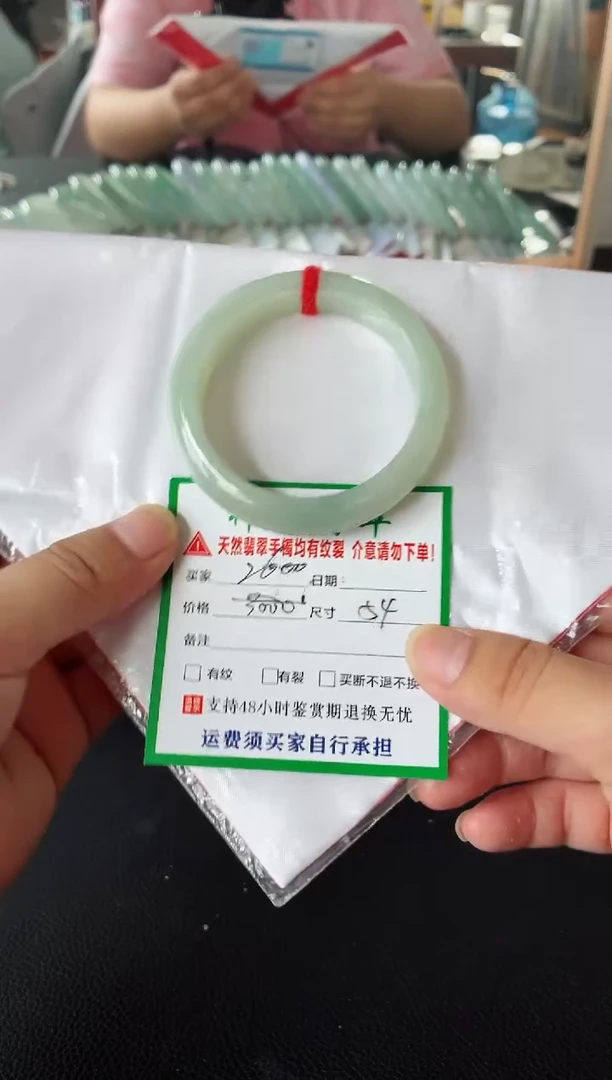 天然翡翠手镯均有纹裂 介意请勿下单!
买家 2600 日期:
价格 5000 尺寸 54
备注
有纹 有裂 买断不退不换
支持48小时鉴赏期退换无忧
运费须买家自行承担